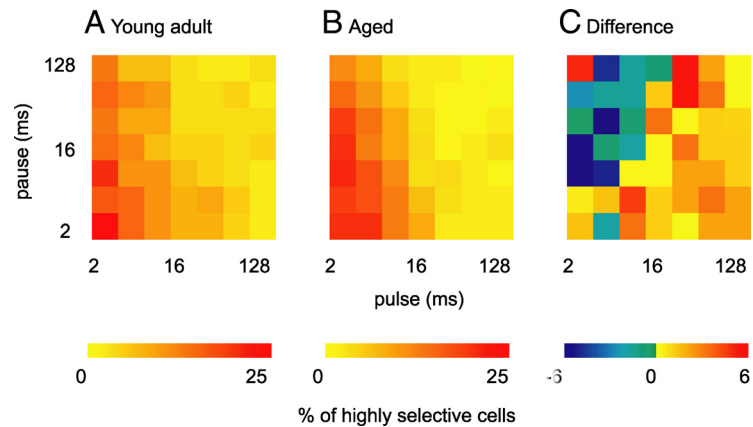 A Young adult
B Aged
C Difference
pause (ms)
128
16
2
2 16 128
2 16 128
2 16 128
pulse (ms)
0 25
0 25
-6 0 6
% of highly selective cells